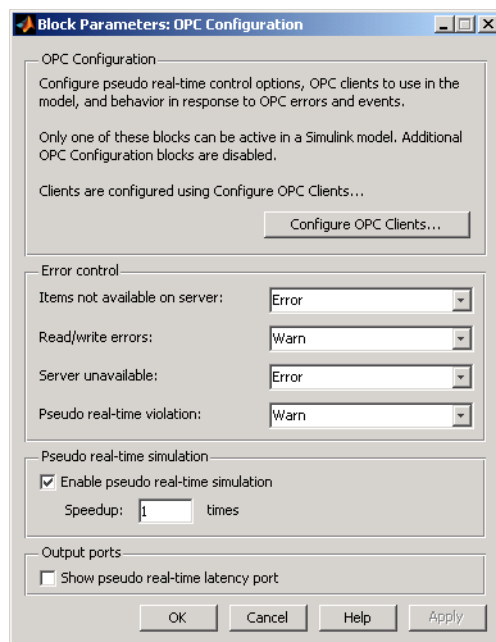 Block Parameters: OPC Configuration
OPC Configuration
Configure pseudo real-time control options, OPC clients to use in the
model, and behavior in response to OPC errors and events.
Only one of these blocks can be active in a Simulink model. Additional
OPC Configuration blocks are disabled.
Clients are configured using Configure OPC Clients...
Configure OPC Clients...
Error control
Items not available on server: Error
Read/write errors: Warn
Server unavailable: Error
Pseudo real-time violation: Warn
Pseudo real-time simulation
Enable pseudo real-time simulation
Speedup: 1 times
Output ports
Show pseudo real-time latency port
OK Cancel Help Apply